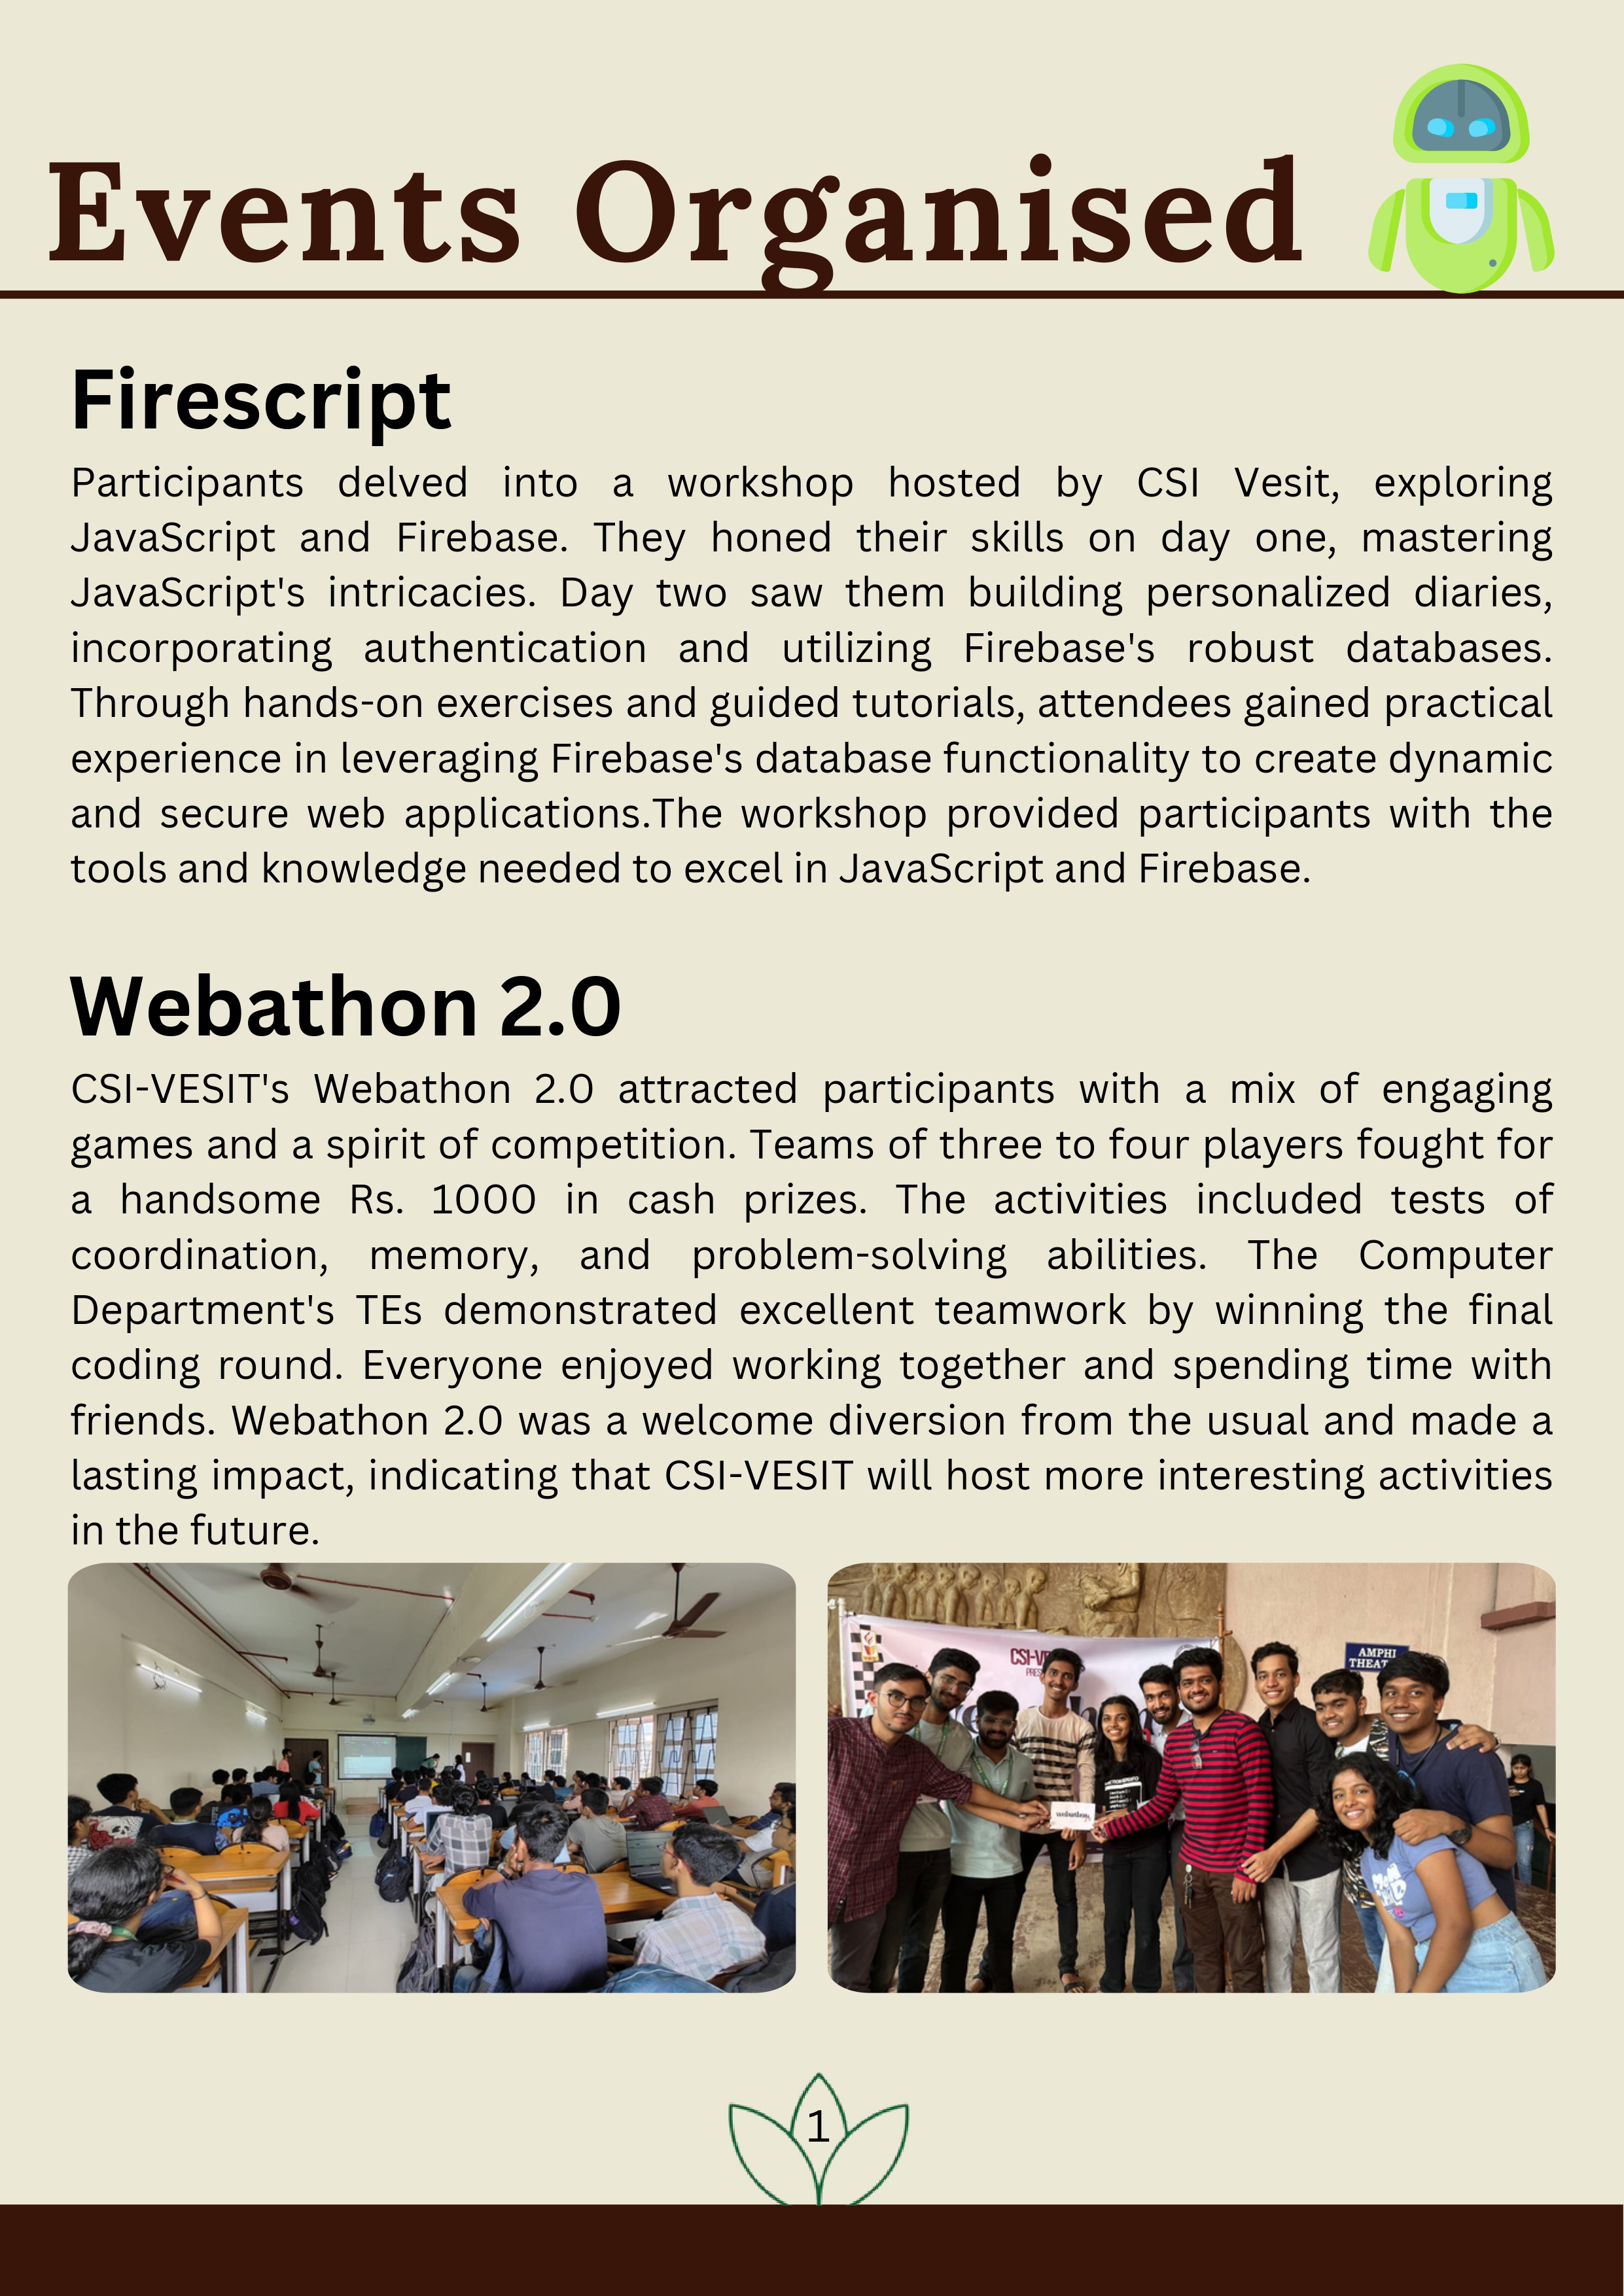 Events Organised
Firescript
Participants delved into a workshop hosted by CSI Vesit, exploring
JavaScript and Firebase. They honed their skills on day one, mastering
JavaScript's intricacies. Day two saw them building personalized diaries,
incorporating authentication and utilizing Firebase's robust databases.
Through hands-on exercises and guided tutorials, attendees gained practical
experience in leveraging Firebase's database functionality to create dynamic
and secure web applications.The workshop provided participants with the
tools and knowledge needed to excel in JavaScript and Firebase.
Webathon 2.0
CSI-VESIT's Webathon 2.0 attracted participants with a mix of engaging
games and a spirit of competition. Teams of three to four players fought for
a handsome Rs. 1000 in cash prizes. The activities included tests of
coordination, memory, and problem-solving abilities. The Computer
Department's TEs demonstrated excellent teamwork by winning the final
coding round. Everyone enjoyed working together and spending time with
friends. Webathon 2.0 was a welcome diversion from the usual and made a
lasting impact, indicating that CSI-VESIT will host more interesting activities
in the future.
CSI-V
PRES
AMPHI
THEAT
webathon
1